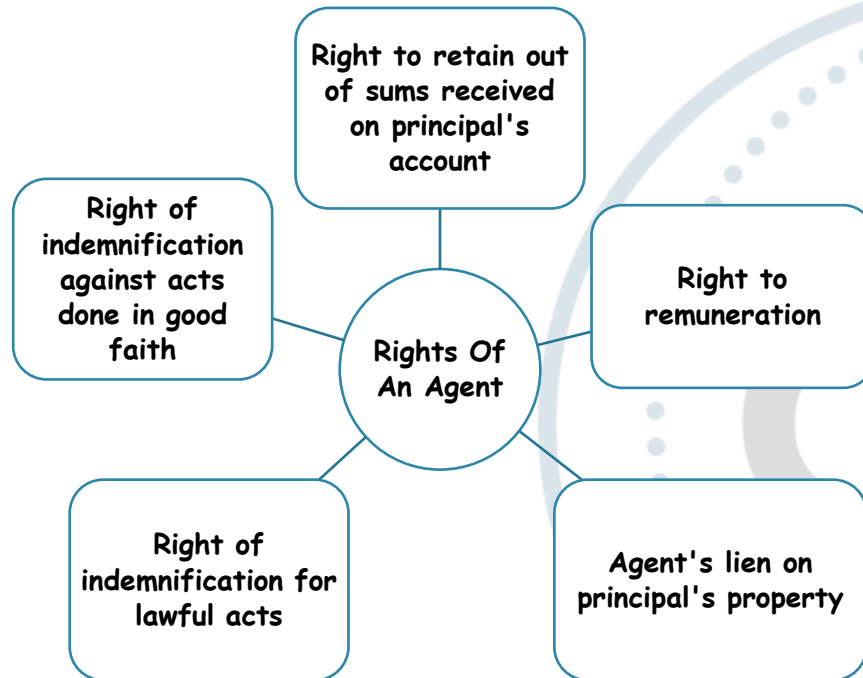 Right to retain out
of sums received
on principal's
account
Right of
indemnification
against acts
done in good
faith
Right to
remuneration
Rights Of
An Agent
Right of
indemnification for
lawful acts
Agent's lien on
principal's property